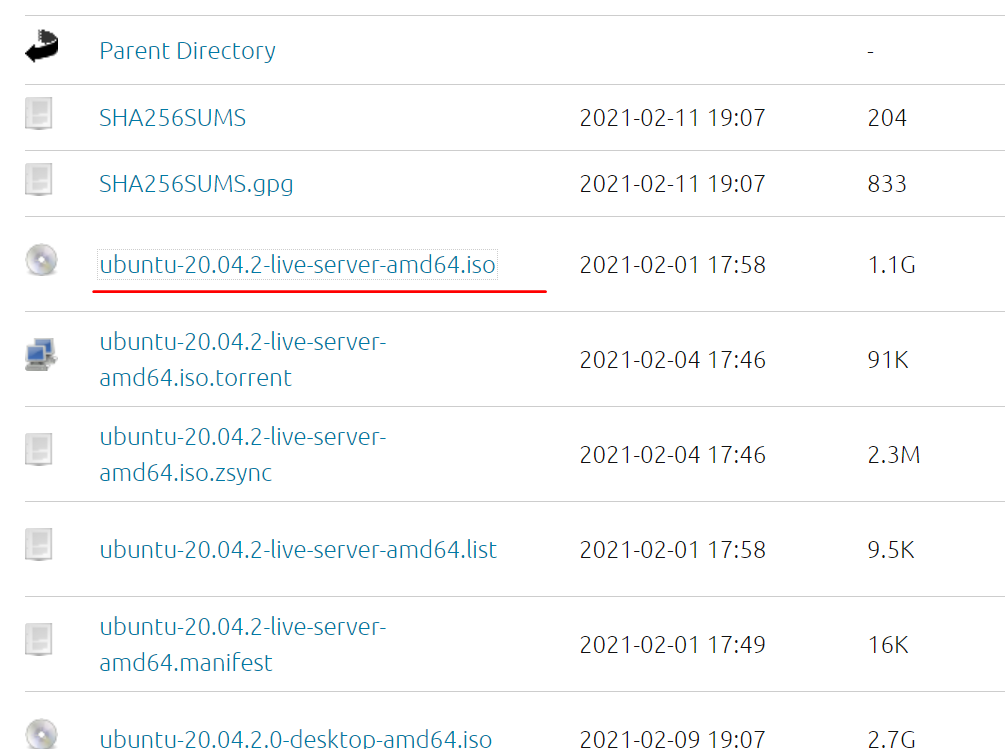 Parent Directory -
SHA256SUMS 2021-02-11 19:07 204
SHA256SUMS.gpg 2021-02-11 19:07 833
ubuntu-20.04.2-live-server-amd64.iso 2021-02-01 17:58 1.1G
ubuntu-20.04.2-live-server-
amd64.iso.torrent 2021-02-04 17:46 91K
ubuntu-20.04.2-live-server-
amd64.iso.zsync 2021-02-04 17:46 2.3M
ubuntu-20.04.2-live-server-amd64.list 2021-02-01 17:58 9.5K
ubuntu-20.04.2-live-server-
amd64.manifest 2021-02-01 17:49 16K
ubuntu-20.04.2.0-desktop-amd64.iso 2021-02-09 19:07 2.7G